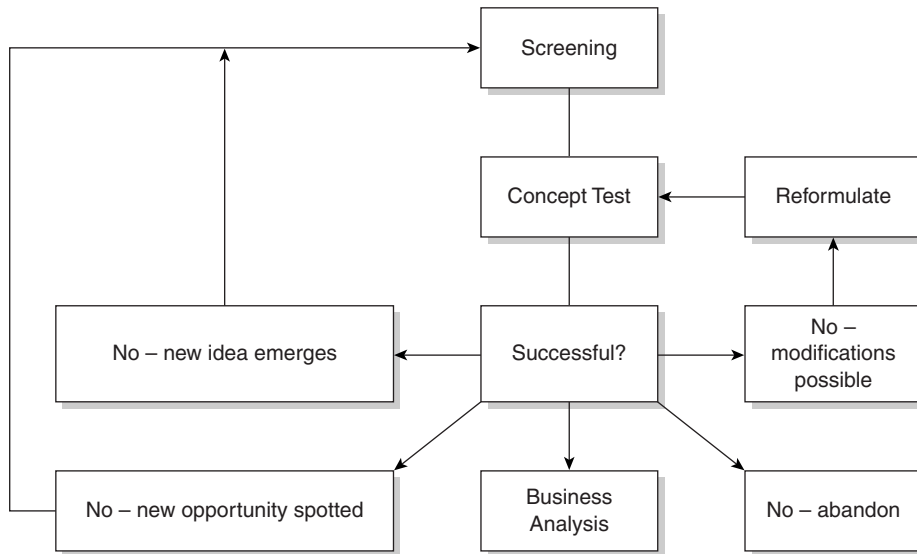 Screening
Concept Test
Reformulate
No – new idea emerges
Successful?
No –
modifications
possible
No – new opportunity spotted
Business
Analysis
No – abandon